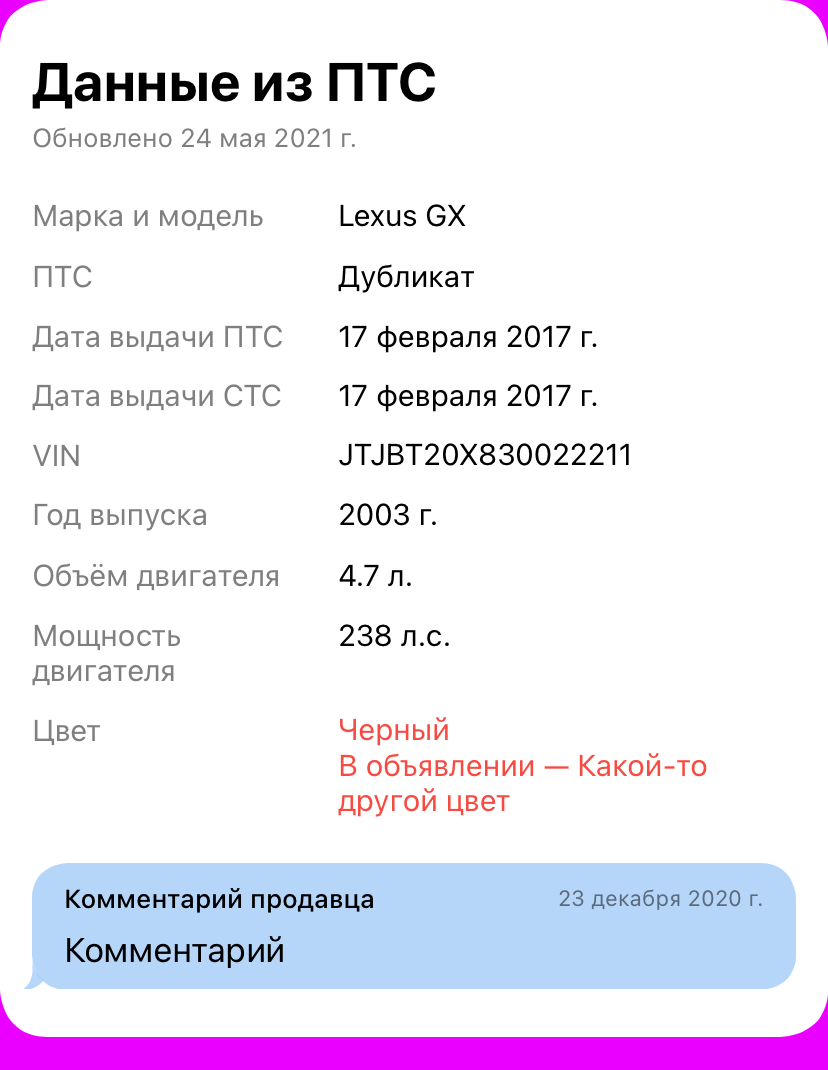 Данные из ПТС
Обновлено 24 мая 2021 г.
Марка и модель Lexus GX
ПТС Дубликат
Дата выдачи ПТС 17 февраля 2017 г.
Дата выдачи СТС 17 февраля 2017 г.
VIN JTJBT20X830022211
Год выпуска 2003 г.
Объём двигателя 4.7 л.
Мощность 238 л.с.
двигателя
Цвет Черный
В объявлении — Какой-то
другой цвет
Комментарий продавца 23 декабря 2020 г.
Комментарий